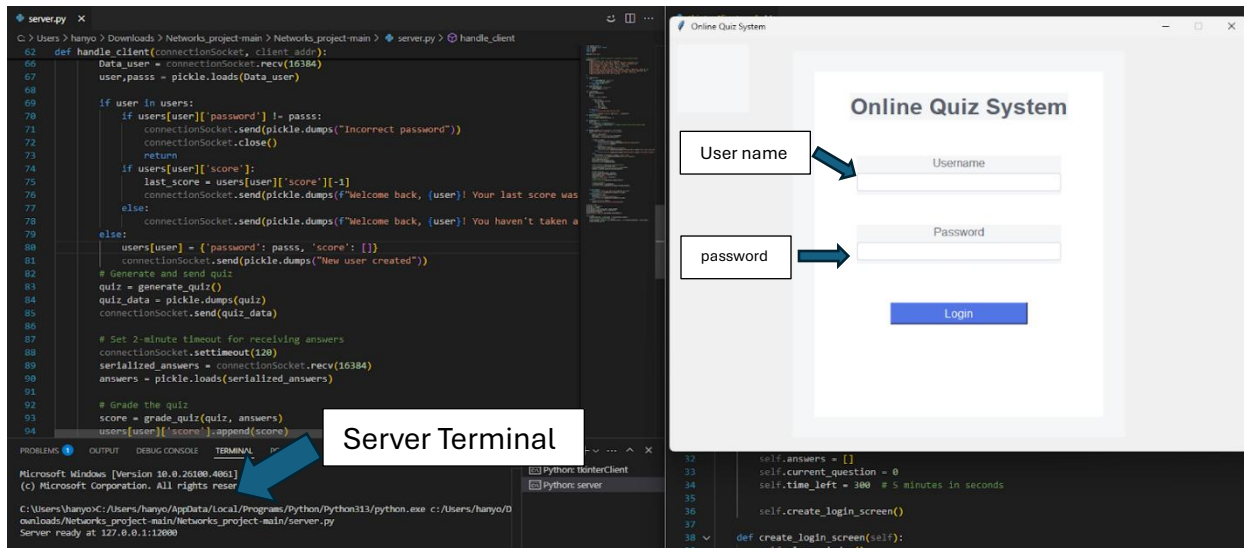 server.py
C: > Users > hanyo > Downloads > Networks_project-main > Networks_project-main > server.py > handle_client
62 def handle_client(connectionSocket, client_addr):
66 Data_user = connectionSocket.recv(16384)
67 user,passs = pickle.loads(Data_user)
68
69 if user in users:
70 if users[user]['password'] != passs:
71 connectionSocket.send(pickle.dumps("Incorrect password"))
72 connectionSocket.close()
73 return
74 if users[user]['score']:
75 last_score = users[user]['score'][-1]
76 connectionSocket.send(pickle.dumps(f"Welcome back, {user}! Your last score was
77 else:
78 connectionSocket.send(pickle.dumps(f"Welcome back, {user}! You haven't taken a
79 else:
80 users[user] = {'password': passs, 'score': []}
81 connectionSocket.send(pickle.dumps("New user created"))
82 # Generate and send quiz
83 quiz = generate_quiz()
84 quiz_data = pickle.dumps(quiz)
85 connectionSocket.send(quiz_data)
86
87 # Set 2-minute timeout for receiving answers
88 connectionSocket.settimeout(120)
89 serialized_answers = connectionSocket.recv(16384)
90 answers = pickle.loads(serialized_answers)
91
92 # Grade the quiz
93 score = grade_quiz(quiz, answers)
94 users[user]['score'].append(score)
Server Terminal
PROBLEMS 1 OUTPUT DEBUG CONSOLE TERMINAL
Microsoft Windows [Version 10.0.26100.4061]
(c) Microsoft Corporation. All rights
C:\Users\hanyo>C:/Users/hanyo/AppData/Local/Programs/Python/Python313/python.exe c:/Users/hanyo/D
ownloads/Networks_project-main/Networks_project-main/server.py
Server ready at 127.0.0.1:12000
Python: tkinterClient
Python: server
Online Quiz System
Online Quiz System
User name
Username
password
Password
Login
32 self.answers = []
33 self.current_question = 0
34 self.time_left = 300 # 5 minutes in seconds
35
36 self.create_login_screen()
37
38 def create_login_screen(self):